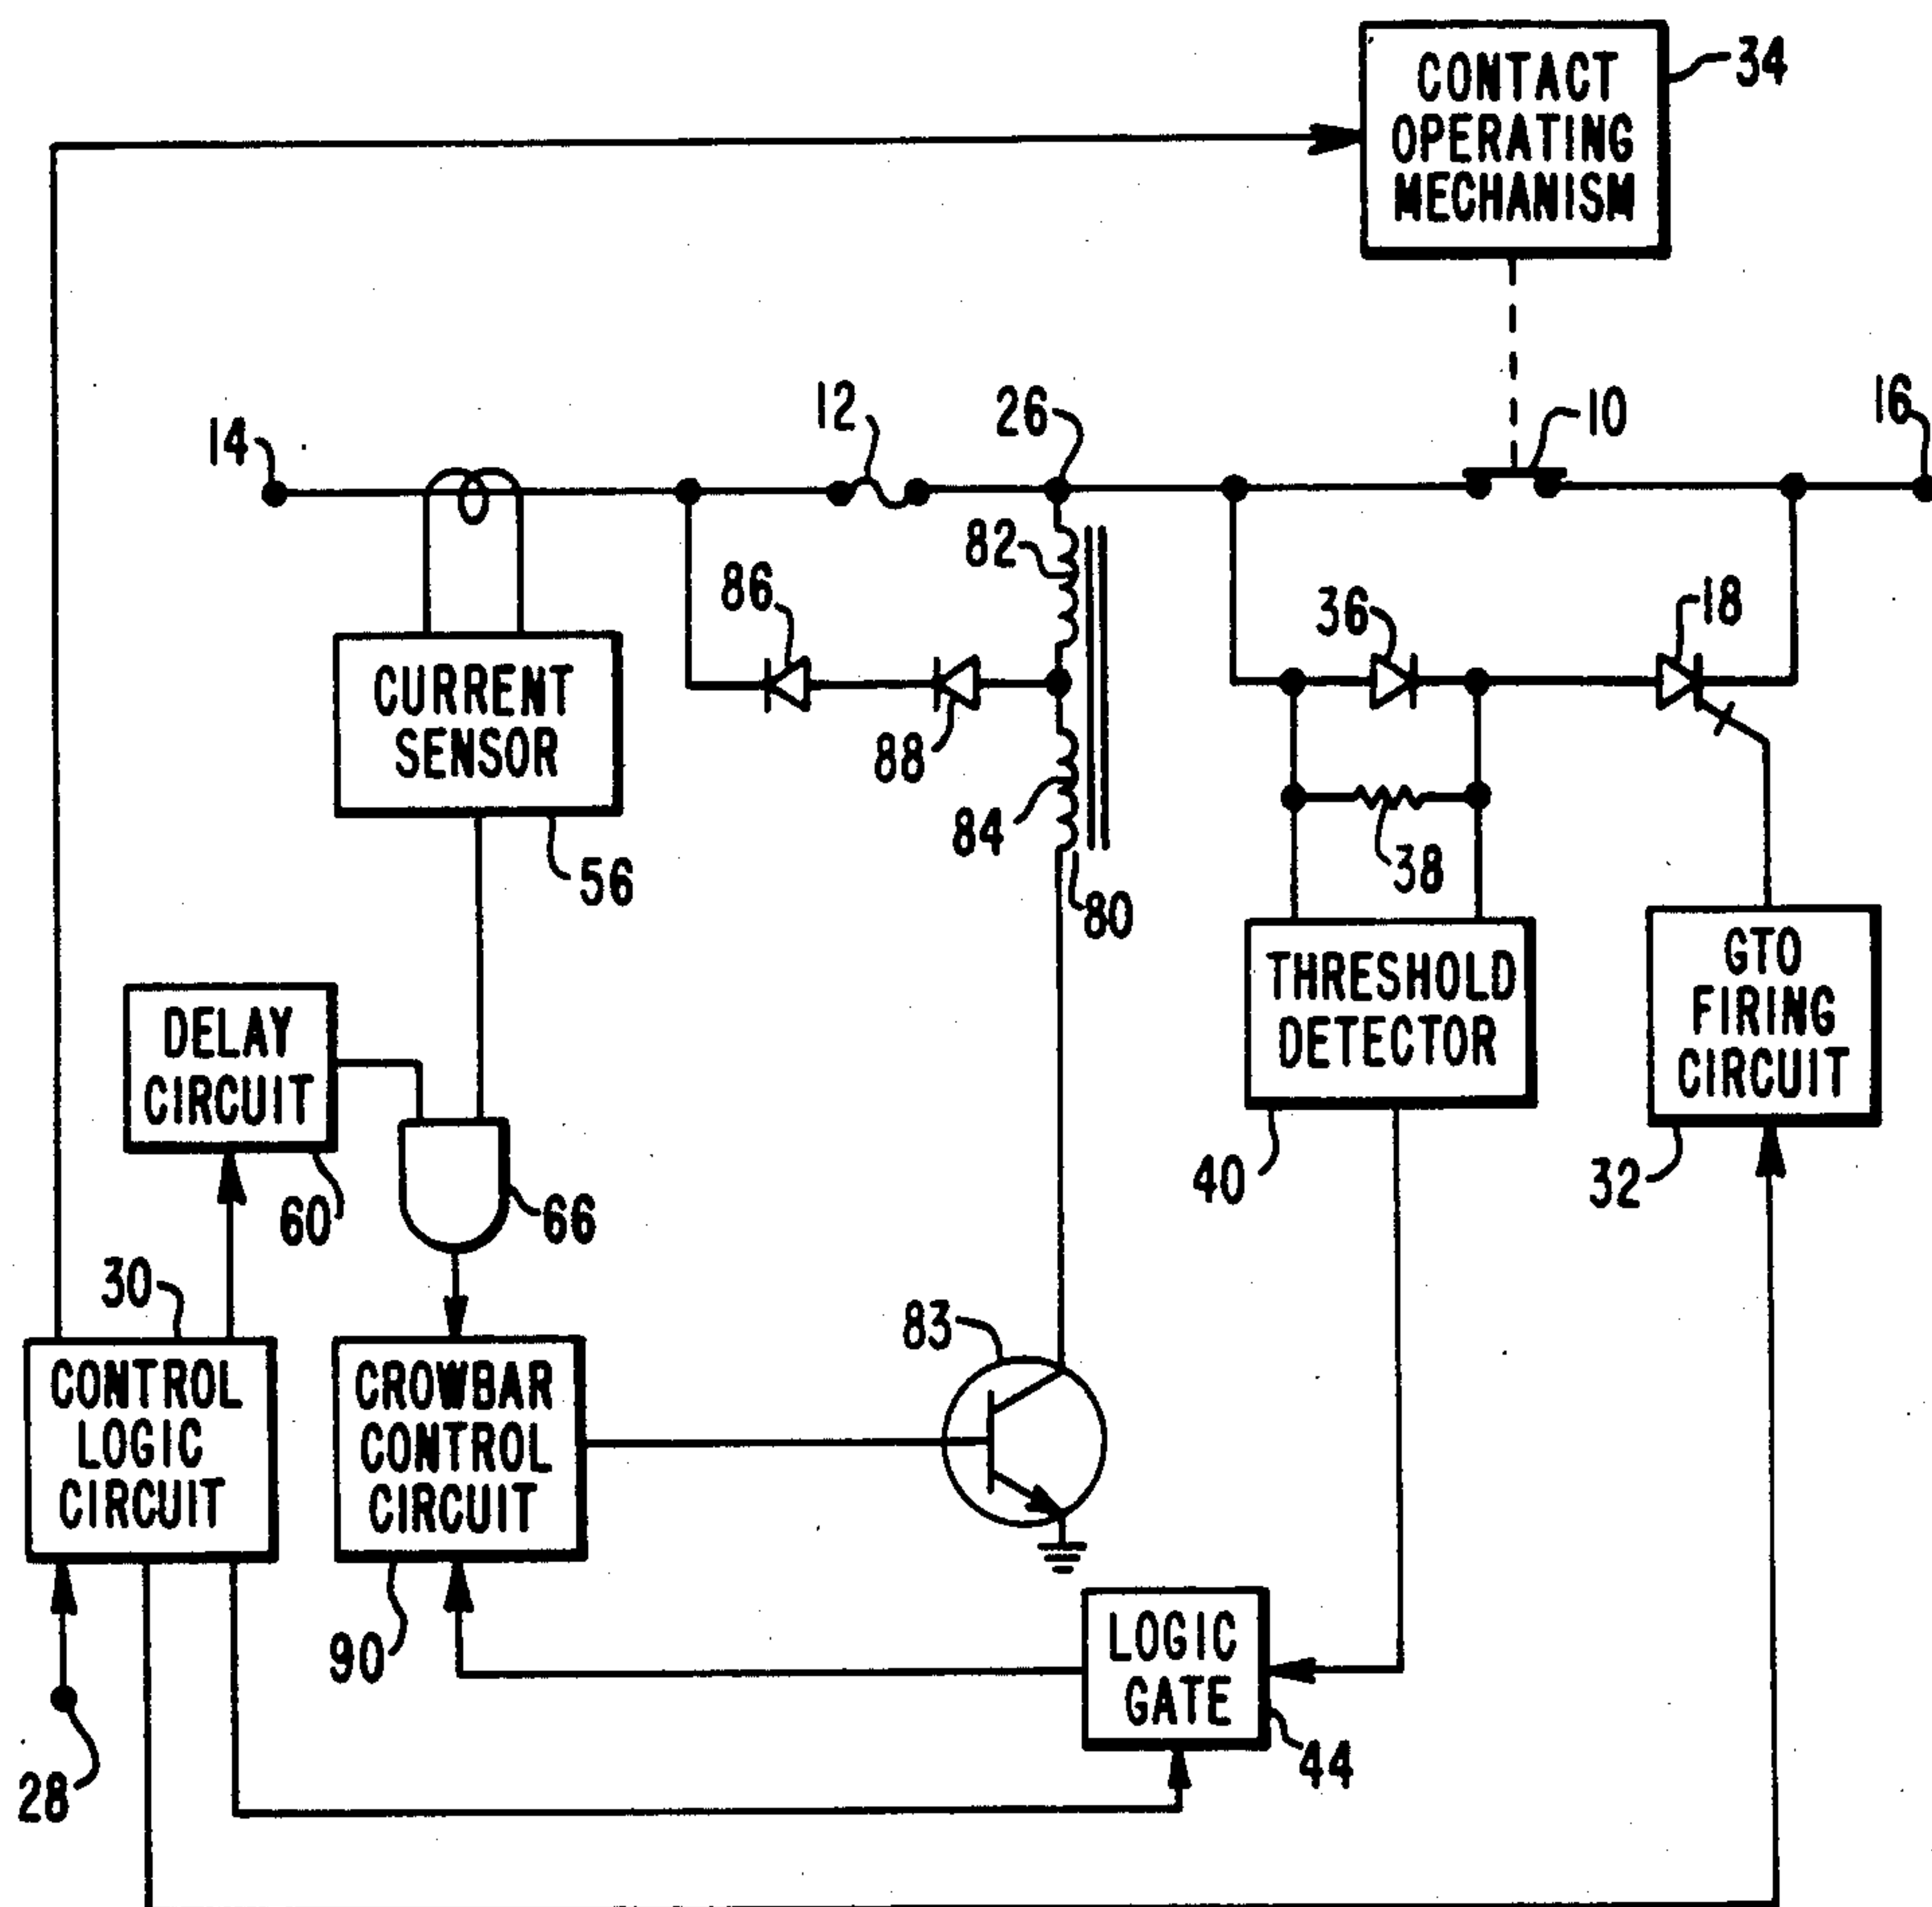 CONTACT
OPERATING
MECHANISM
34
14
12
26
10
16
82
86
36
18
CURRENT
SENSOR
88
84
38
56
80
THRESHOLD
DETECTOR
GTO
FIRING
CIRCUIT
DELAY
CIRCUIT
40
32
60
66
30
83
CONTROL
LOGIC
CIRCUIT
CROWBAR
CONTROL
CIRCUIT
90
LOGIC
GATE
44
28